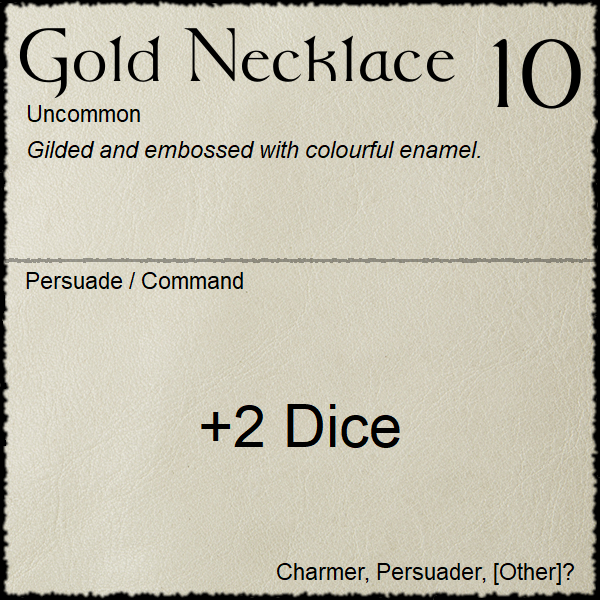 Gold Necklace 10
Uncommon
Gilded and embossed with colourful enamel.
Persuade / Command
+2 Dice
Charmer, Persuader, [Other]?